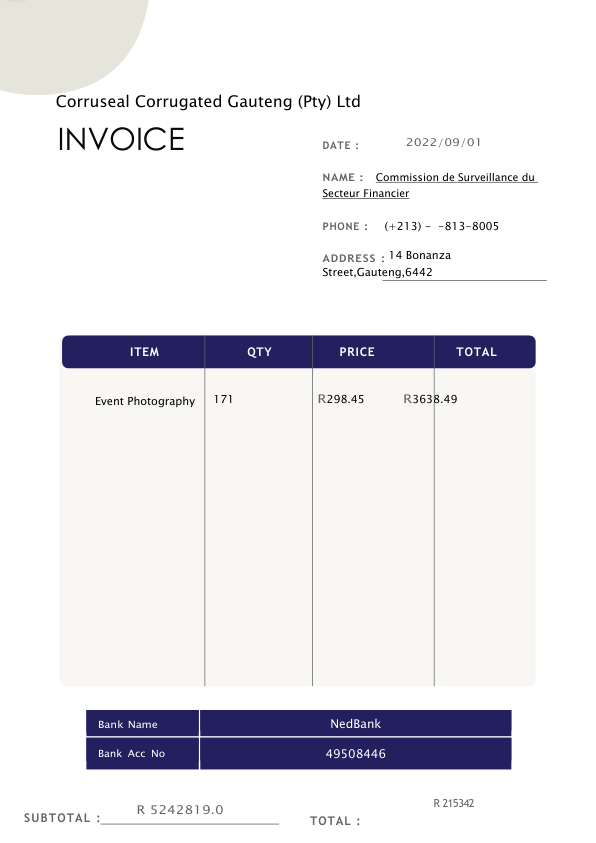 Corruseal Corrugated Gauteng (Pty) Ltd
INVOICE
DATE : 2022/09/01
NAME : Commission de Surveillance du
Secteur Financier
PHONE : (+213) - -813-8005
ADDRESS : 14 Bonanza
Street,Gauteng,6442
ITEM QTY PRICE TOTAL
Event Photography 171 R298.45 R3638.49
Bank Name NedBank
Bank Acc No 49508446
SUBTOTAL : R 5242819.0
TOTAL : R 215342